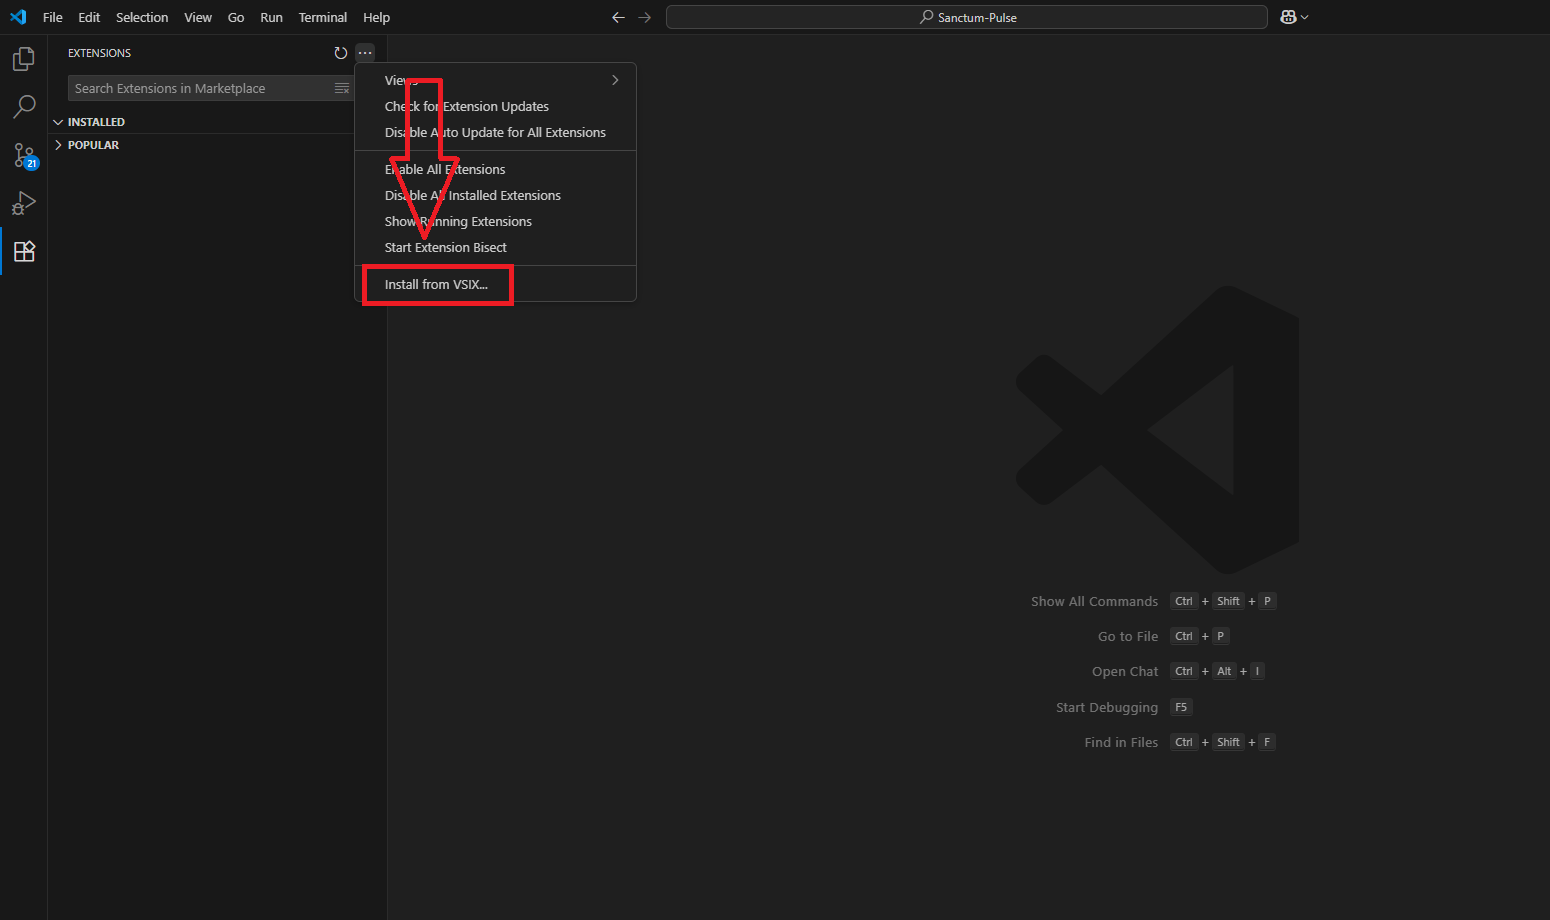 File Edit Selection View Go Run Terminal Help
Sanctum-Pulse
EXTENSIONS
Search Extensions in Marketplace
INSTALLED
POPULAR
21
Views
Check for Extension Updates
Disable Auto Update for All Extensions
Enable All Extensions
Disable All Installed Extensions
Show Running Extensions
Start Extension Bisect
Install from VSIX...
Show All Commands Ctrl + Shift + P
Go to File Ctrl + P
Open Chat Ctrl + Alt + I
Start Debugging F5
Find in Files Ctrl + Shift + F